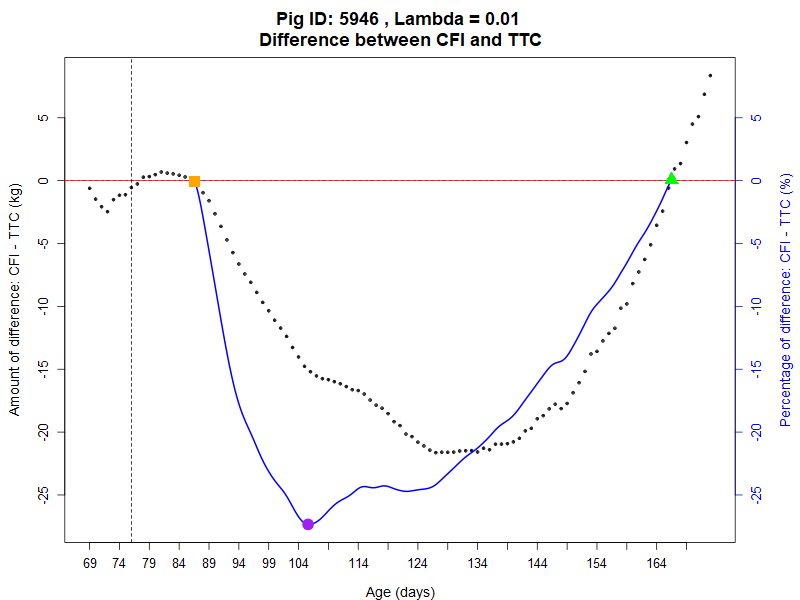 Pig ID: 5946 , Lambda = 0.01
Difference between CFI and TTC
Amount of difference: CFI - TTC (kg)
5
0
-5
-10
-15
-20
-25
5
0
-5
-10
-15
-20
-25
Percentage of difference: CFI - TTC (%)
69 74 79 84 89 94 99 104 114 124 134 144 154 164
Age (days)